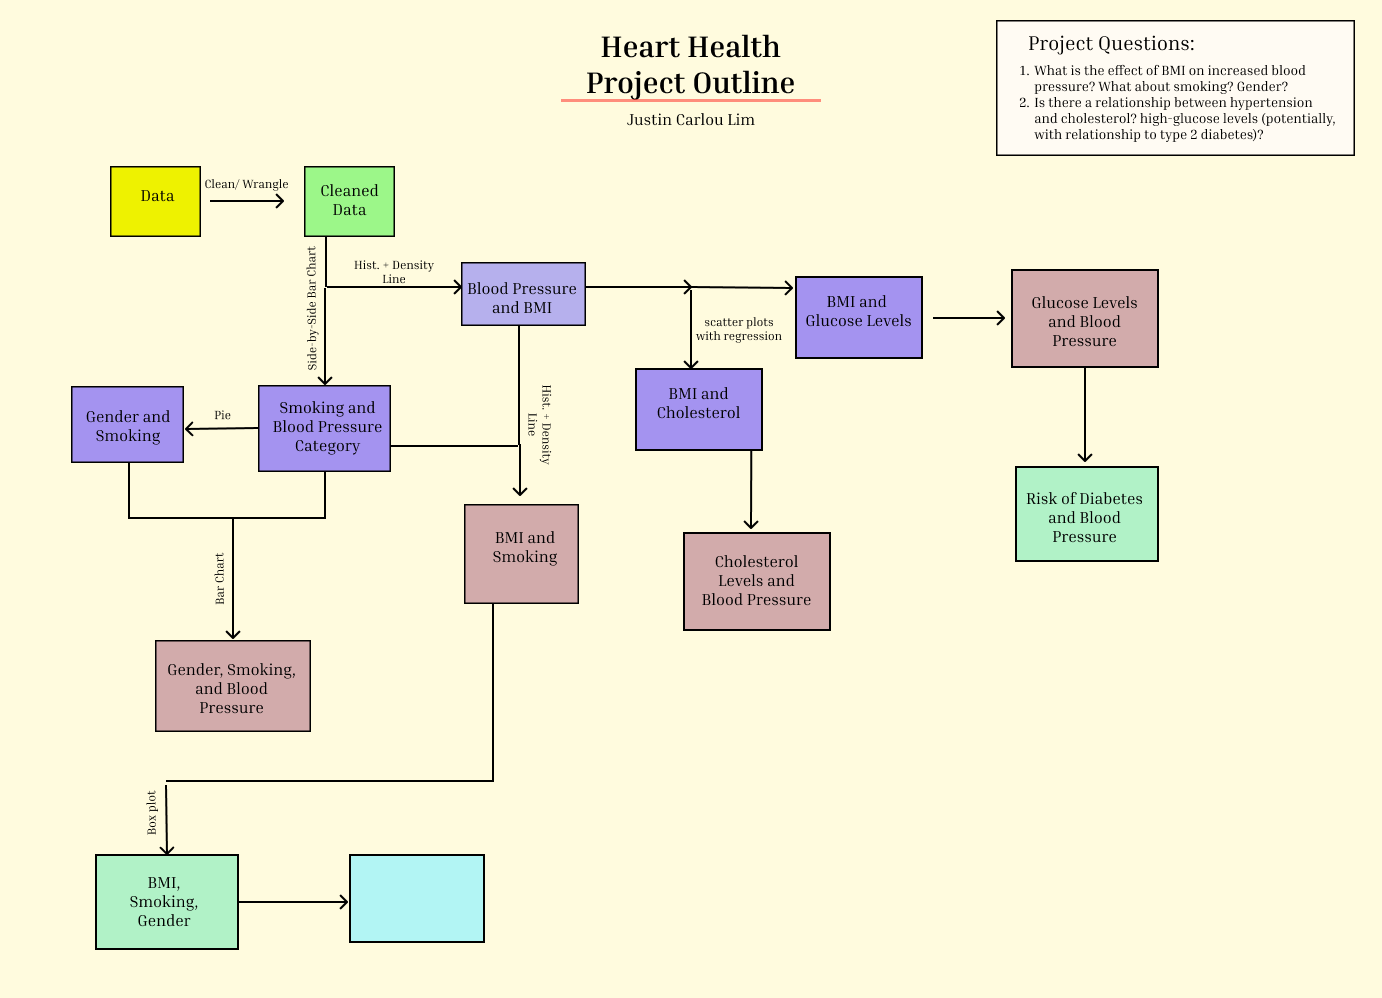 Heart Health
Project Outline
Justin Carlou Lim
Project Questions:
1. What is the effect of BMI on increased blood
pressure? What about smoking? Gender?
2. Is there a relationship between hypertension
and cholesterol? high-glucose levels (potentially,
with relationship to type 2 diabetes)?
Data
Clean/ Wrangle
Cleaned
Data
Side-by-Side Bar Chart
Hist. + Density
Line
Blood Pressure
and BMI
scatter plots
with regression
BMI and
Glucose Levels
Glucose Levels
and Blood
Pressure
Gender and
Smoking
Pie
Smoking and
Blood Pressure
Category
Hist. + Density
Line
BMI and
Cholesterol
Risk of Diabetes
and Blood
Pressure
BMI and
Smoking
Cholesterol
Levels and
Blood Pressure
Bar Chart
Gender, Smoking,
and Blood
Pressure
Box plot
BMI,
Smoking,
Gender